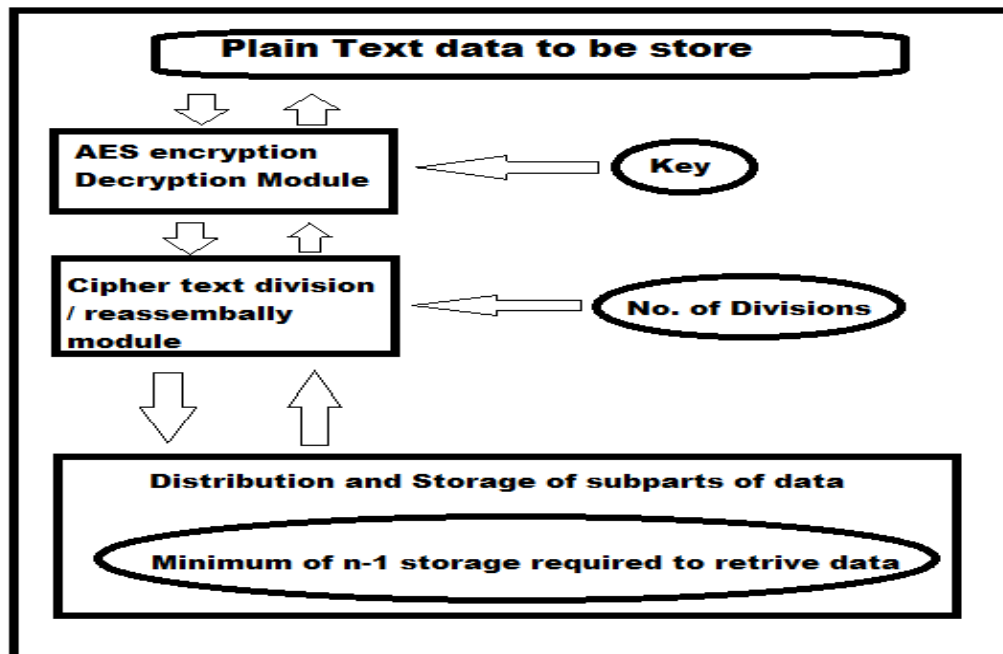 Plain Text data to be store
AES encryption
Decryption Module
Key
Cipher text division
/ reassembally
module
No. of Divisions
Distribution and Storage of subparts of data
Minimum of n-1 storage required to retrive data